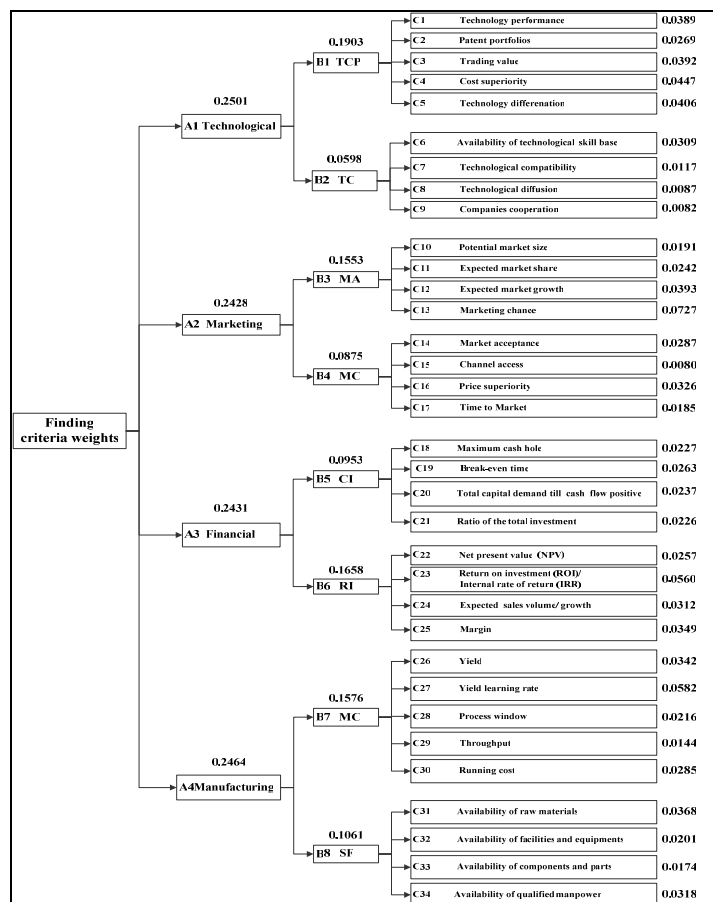 Finding
criteria weights
0.2501
A1 Technological
0.1903
B1 TCP
C1 Technology performance 0.0389
C2 Patent portfolios 0.0269
C3 Trading value 0.0392
C4 Cost superiority 0.0447
C5 Technology differenation 0.0406
0.0598
B2 TC
C6 Availability of technological skill base 0.0309
C7 Technological compatibility 0.0117
C8 Technological diffusion 0.0087
C9 Companies cooperation 0.0082
0.2428
A2 Marketing
0.1553
B3 MA
C10 Potential market size 0.0191
C11 Expected market share 0.0242
C12 Expected market growth 0.0393
C13 Marketing chance 0.0727
0.0875
B4 MC
C14 Market acceptance 0.0287
C15 Channel access 0.0080
C16 Price superiority 0.0326
C17 Time to Market 0.0185
0.2431
A3 Financial
0.0953
B5 CI
C18 Maximum cash hole 0.0227
C19 Break-even time 0.0263
C20 Total capital demand till cash flow positive 0.0237
C21 Ratio of the total investment 0.0226
0.1658
B6 RI
C22 Net present value (NPV) 0.0257
C23 Return on investment (ROI)/
Internal rate of return (IRR) 0.0560
C24 Expected sales volume/growth 0.0312
C25 Margin 0.0349
0.2464
A4Manufacturing
0.1576
B7 MC
C26 Yield 0.0342
C27 Yield learning rate 0.0582
C28 Process window 0.0216
C29 Throughput 0.0144
C30 Running cost 0.0285
0.1061
B8 SF
C31 Availability of raw materials 0.0368
C32 Availability of facilities and equipments 0.0201
C33 Availability of components and parts 0.0174
C34 Availability of qualified manpower 0.0318